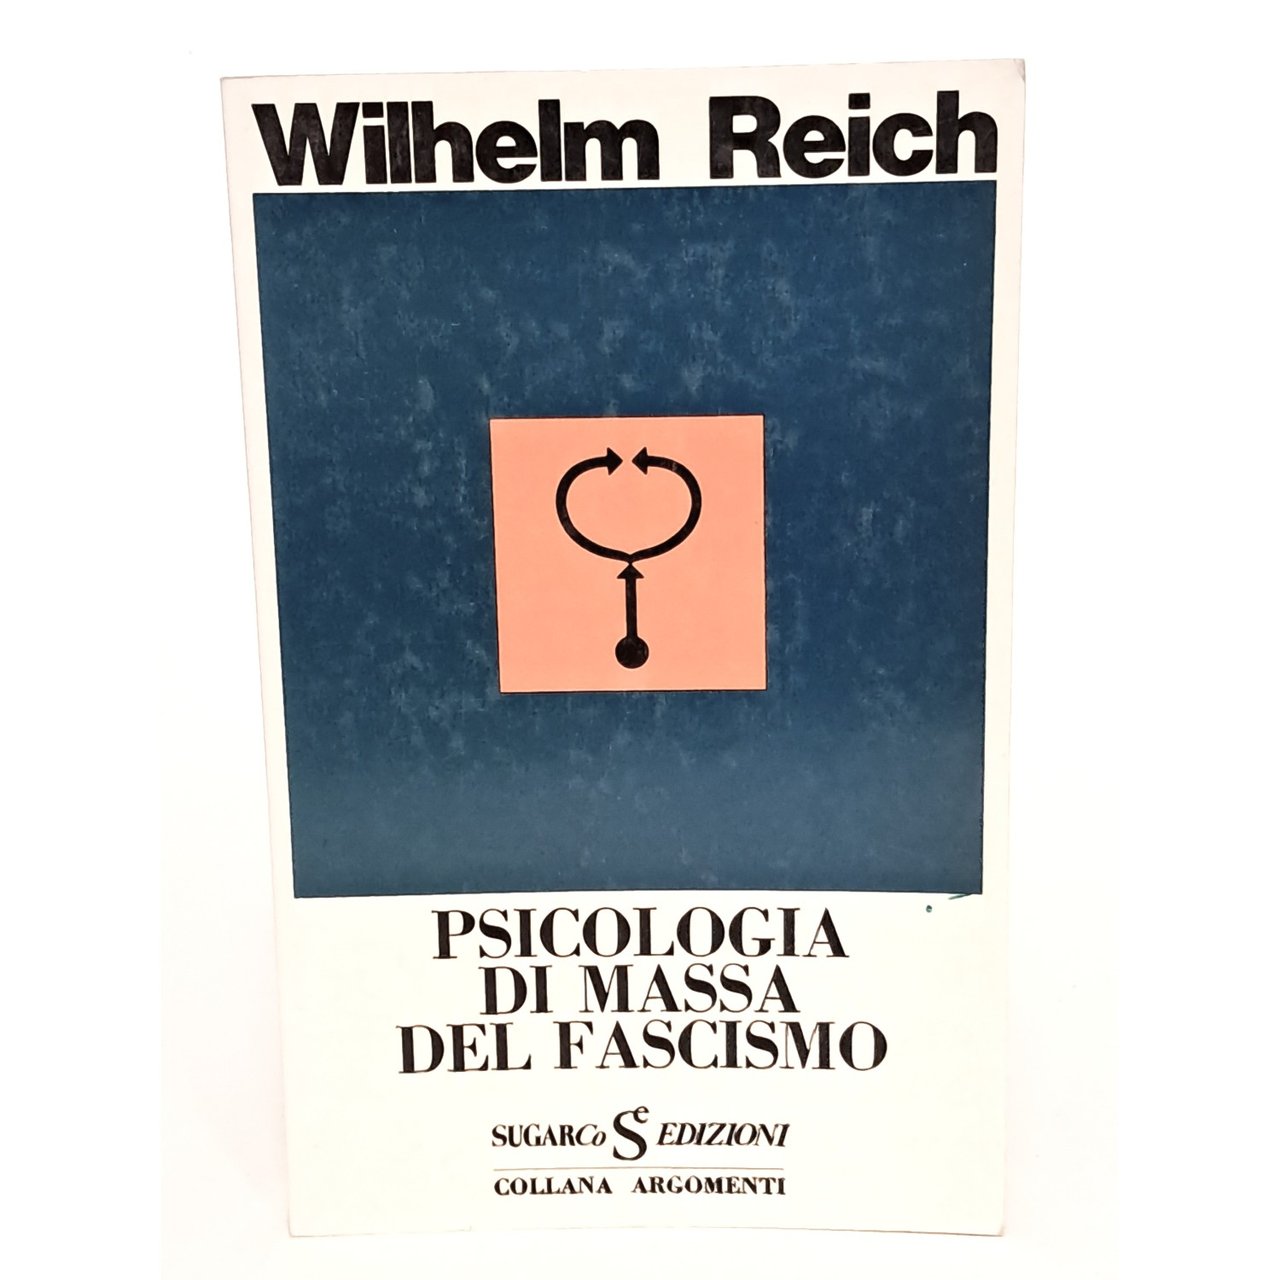 Wilhelm Reich
PSICOLOGIA
DI MASSA
DEL FASCISMO
SUGARCo Se EDIZIONI
COLLANA ARGOMENTI